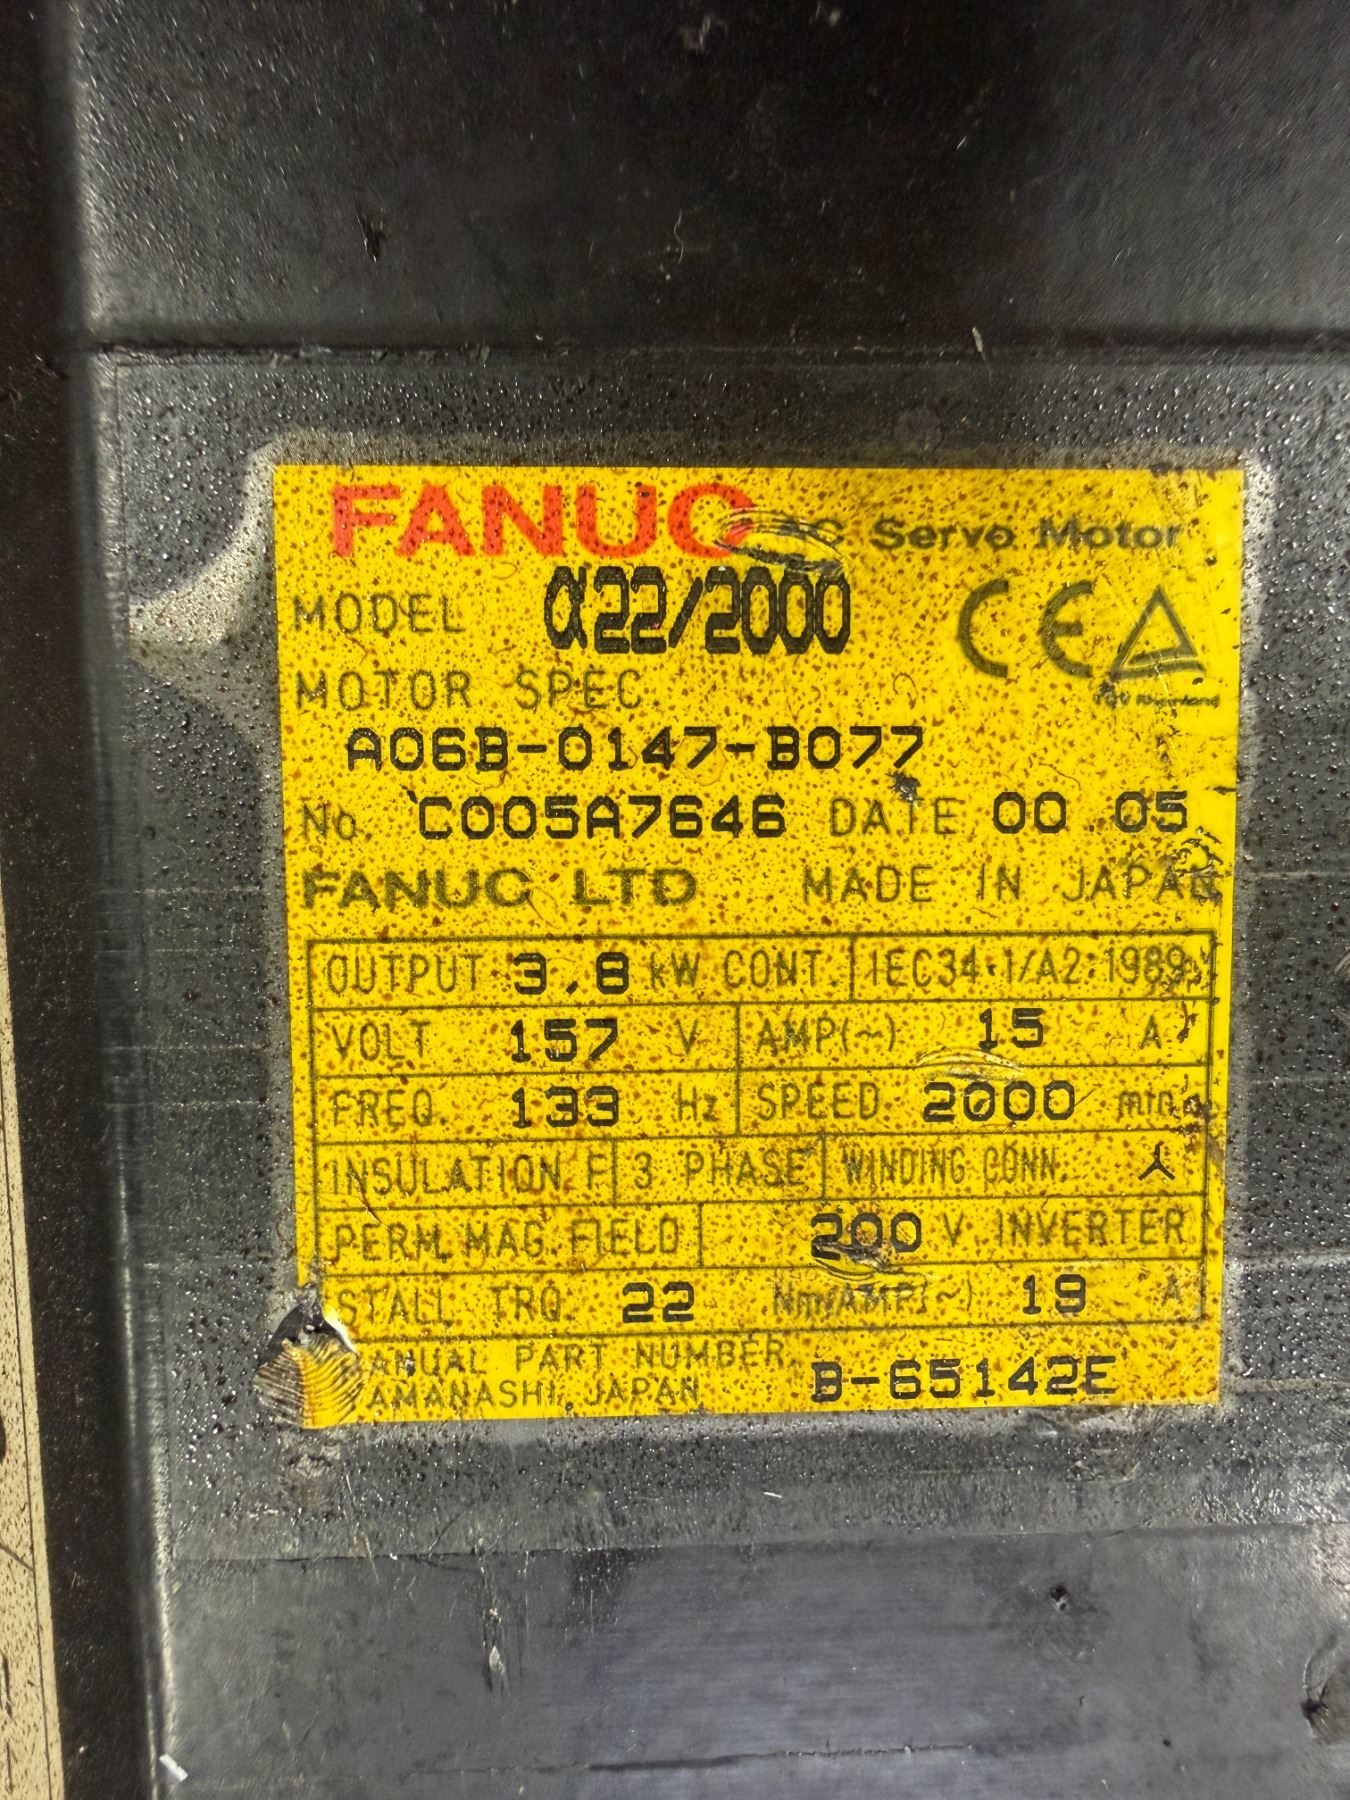 FANUC AC Servo Motor
MODEL α22/2000
MOTOR SPEC.
A06B-0147-B077
No. C005A7646 DATE 00.05
FANUC LTD MADE IN JAPAN
OUTPUT 3.8 kW CONT. IEC34-1/A2:1989
VOLT 157 V AMP(~) 15 A
FREQ. 133 Hz SPEED 2000 min
INSULATION F 3 PHASE WINDING CONN.
PERM. MAG. FIELD 200 V INVERTER
STALL TRQ. 22 Nm/AMP(~) 19 A
MANUAL PART NUMBER B-65142E
YAMANASHI, JAPAN